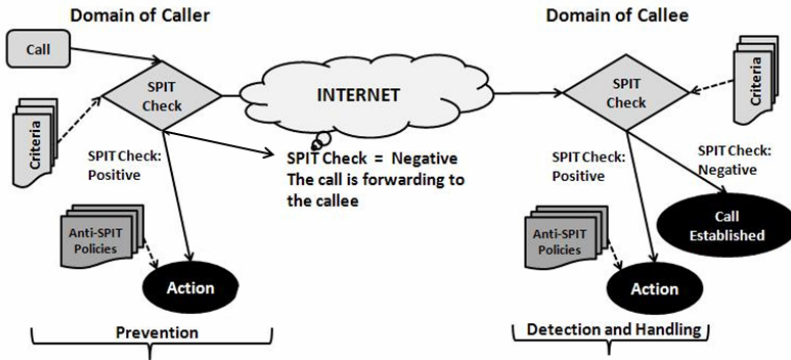 Domain of Caller
Domain of Callee
Call
SPIT
Check
INTERNET
SPIT
Check
Criteria
Criteria
SPIT Check:
Positive
SPIT Check = Negative
The call is forwarding to
the callee
SPIT Check:
Positive
SPIT Check:
Negative
Anti-SPIT
Policies
Action
Anti-SPIT
Policies
Action
Call
Established
Prevention
Detection and Handling